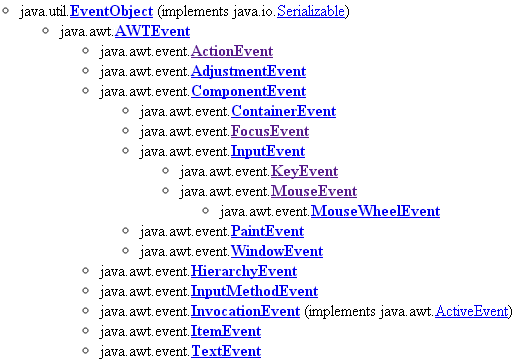 java.util.EventObject (implements java.io.Serializable)
java.awt.AWTEvent
java.awt.event.ActionEvent
java.awt.event.AdjustmentEvent
java.awt.event.ComponentEvent
java.awt.event.ContainerEvent
java.awt.event.FocusEvent
java.awt.event.InputEvent
java.awt.event.KeyEvent
java.awt.event.MouseEvent
java.awt.event.MouseWheelEvent
java.awt.event.PaintEvent
java.awt.event.WindowEvent
java.awt.event.HierarchyEvent
java.awt.event.InputMethodEvent
java.awt.event.InvocationEvent (implements java.awt.ActiveEvent)
java.awt.event.ItemEvent
java.awt.event.TextEvent